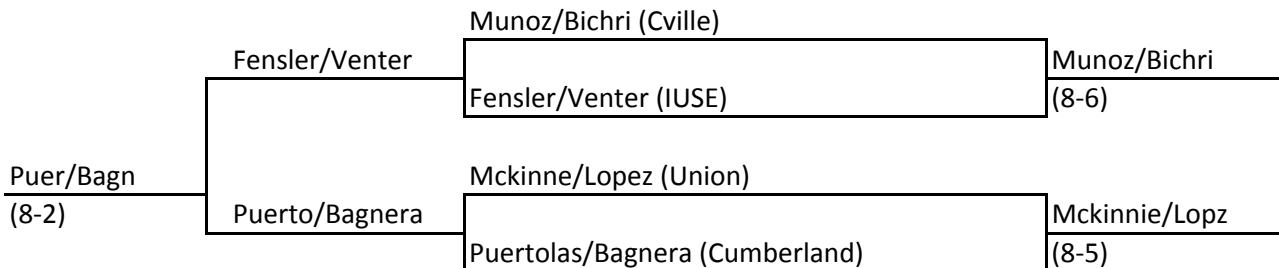 Munoz/Bichri (Cville)
Fensler/Venter
Munoz/Bichri
Fensler/Venter (IUSE)
(8-6)
Puer/Bagn
Mckinne/Lopez (Union)
(8-2)
Puerto/Bagnera
Mckinnie/Lopz
Puertolas/Bagnera (Cumberland)
(8-5)